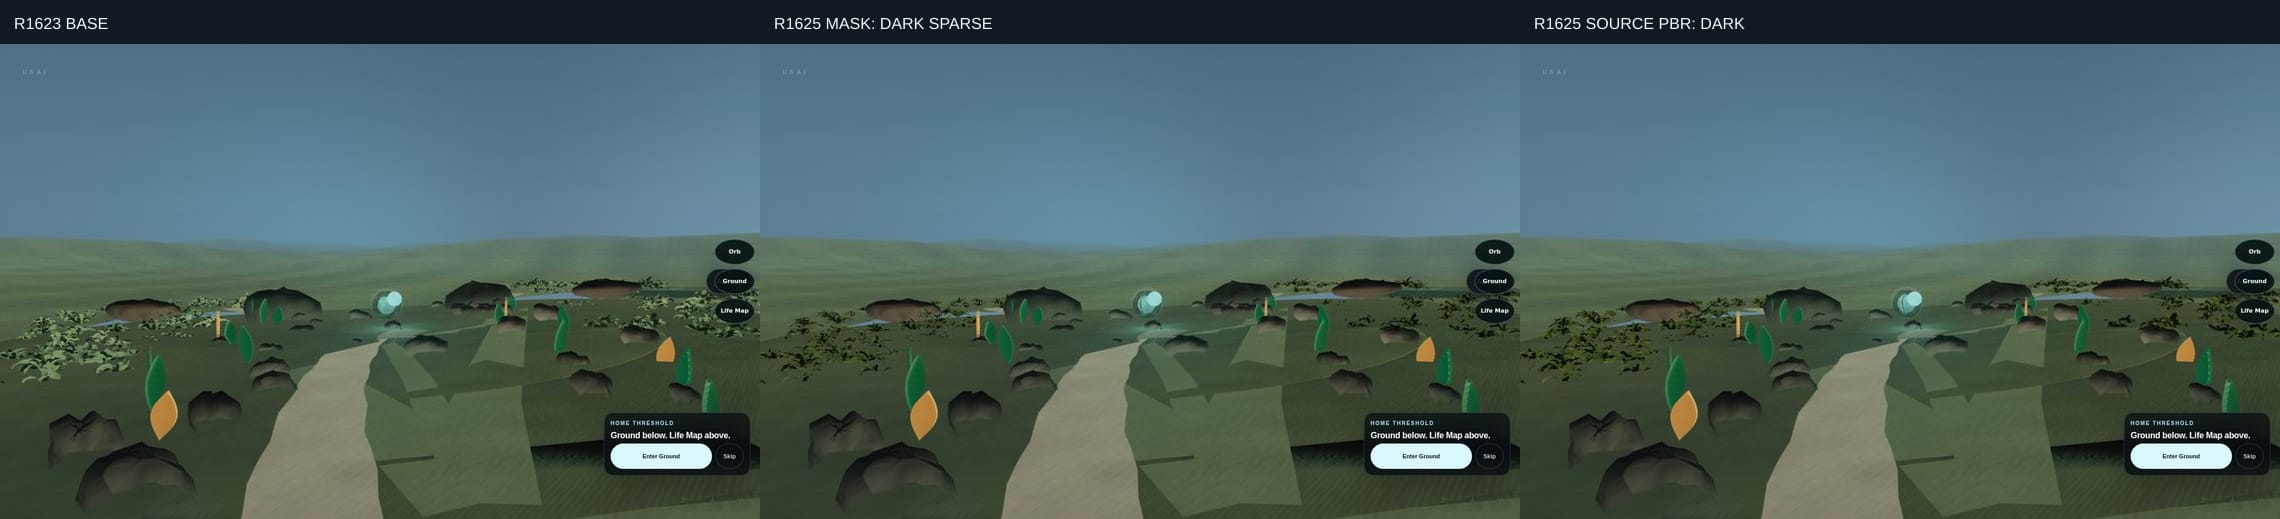 R1623 BASE
R1625 MASK: DARK SPARSE
R1625 SOURCE PBR: DARK
URAI
URAI
URAI
Orb
Ground
Life Map
HOME THRESHOLD
Ground below. Life Map above.
Enter Ground
Skip
Orb
Ground
Life Map
HOME THRESHOLD
Ground below. Life Map above.
Enter Ground
Skip
Orb
Ground
Life Map
HOME THRESHOLD
Ground below. Life Map above.
Enter Ground
Skip